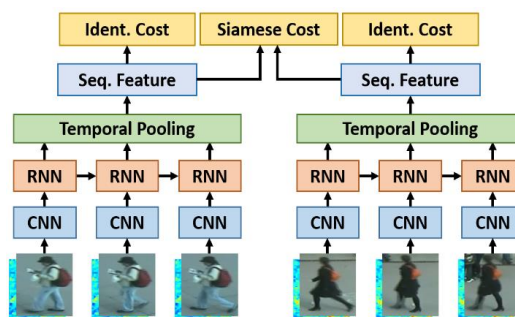 Ident. Cost Siamese Cost Ident. Cost
Seq. Feature Seq. Feature
Temporal Pooling Temporal Pooling
RNN RNN RNN RNN RNN RNN
CNN CNN CNN CNN CNN CNN